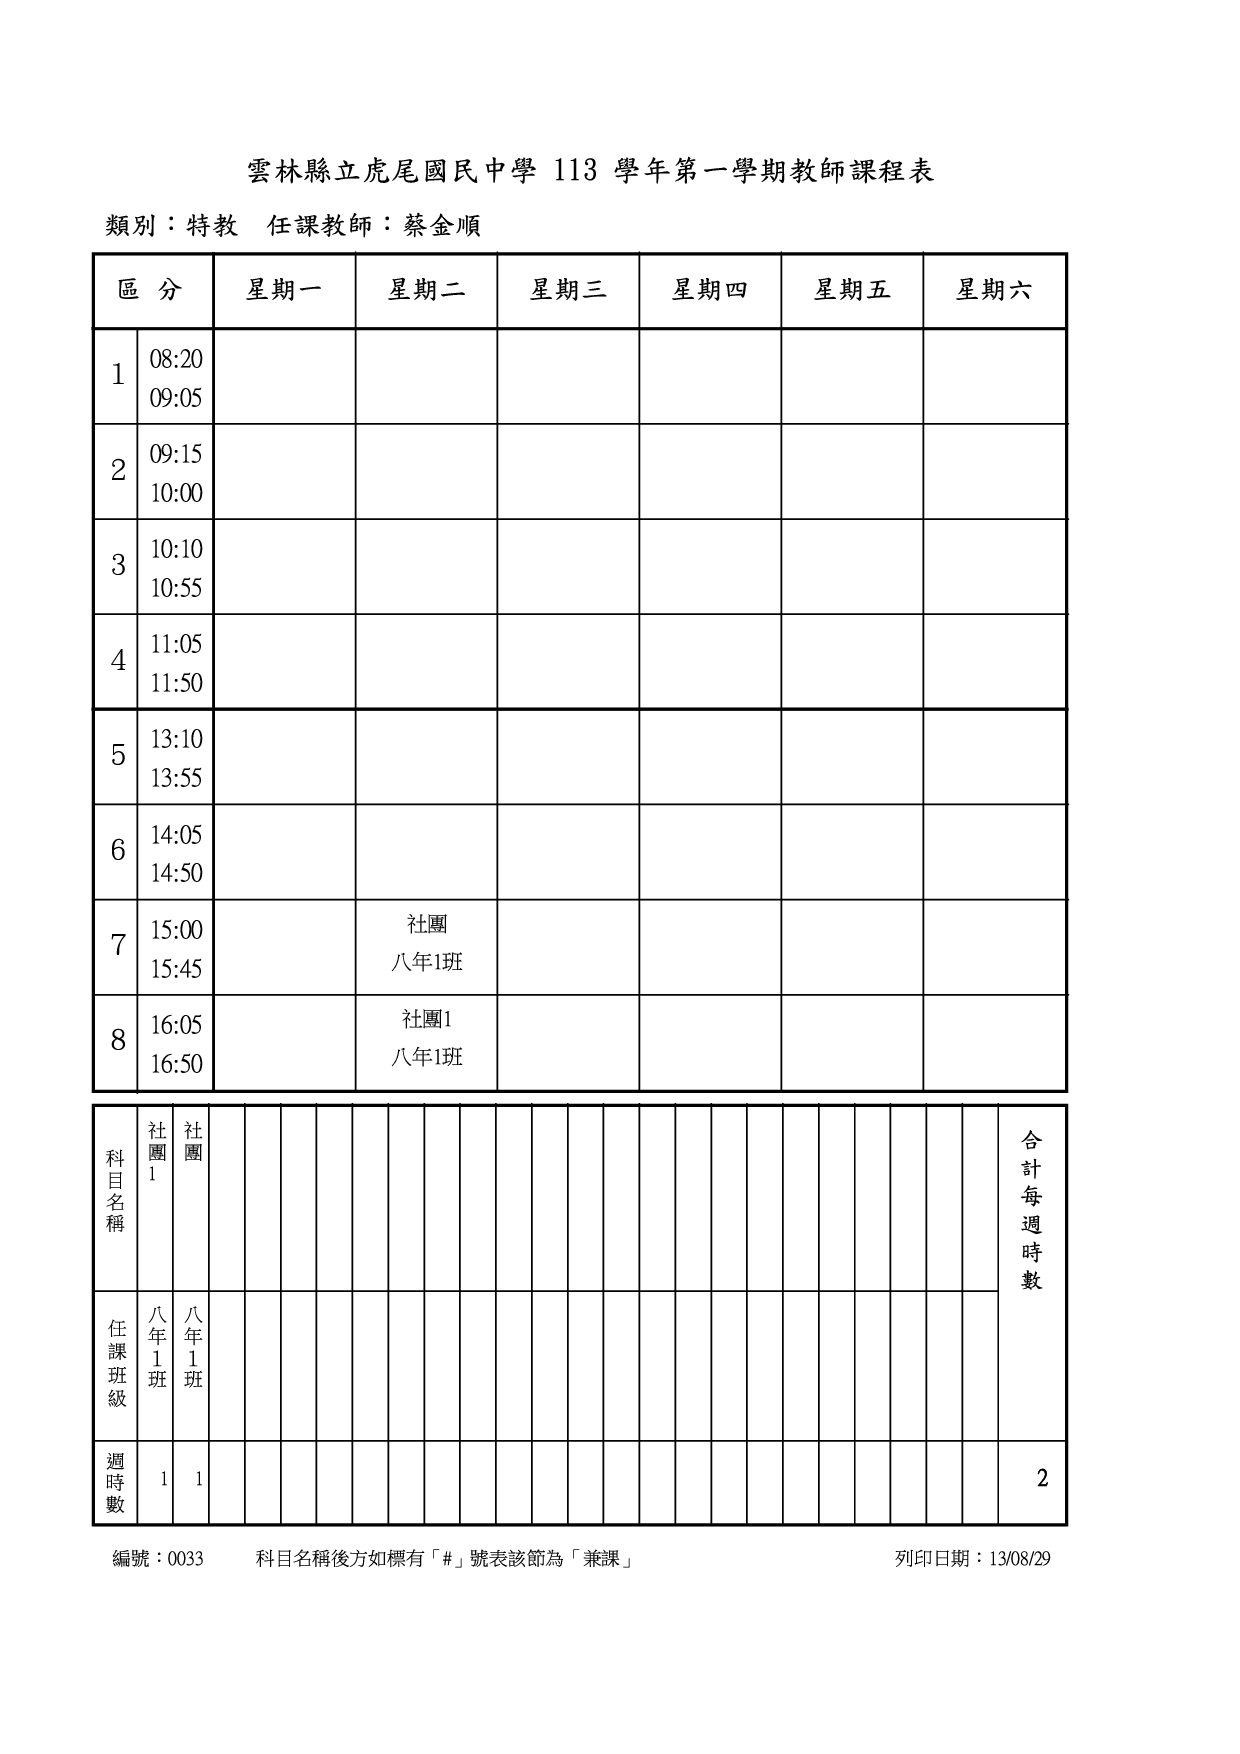 雲林縣立虎尾國民中學 113 學年第一學期教師課程表
類別：特教　任課教師：蔡金順
區 分 星期一 星期二 星期三 星期四 星期五 星期六
1 08:20
09:05
2 09:15
10:00
3 10:10
10:55
4 11:05
11:50
5 13:10
13:55
6 14:05
14:50
7 15:00 社團
15:45 八年1班
8 16:05 社團1
16:50 八年1班
科目名稱 社團1 社團 合計每週時數
任課班級 八年1班 八年1班
週時數 1 1 2
編號：0033 科目名稱後方如標有「#」號表該節為「兼課」 列印日期：13/08/29